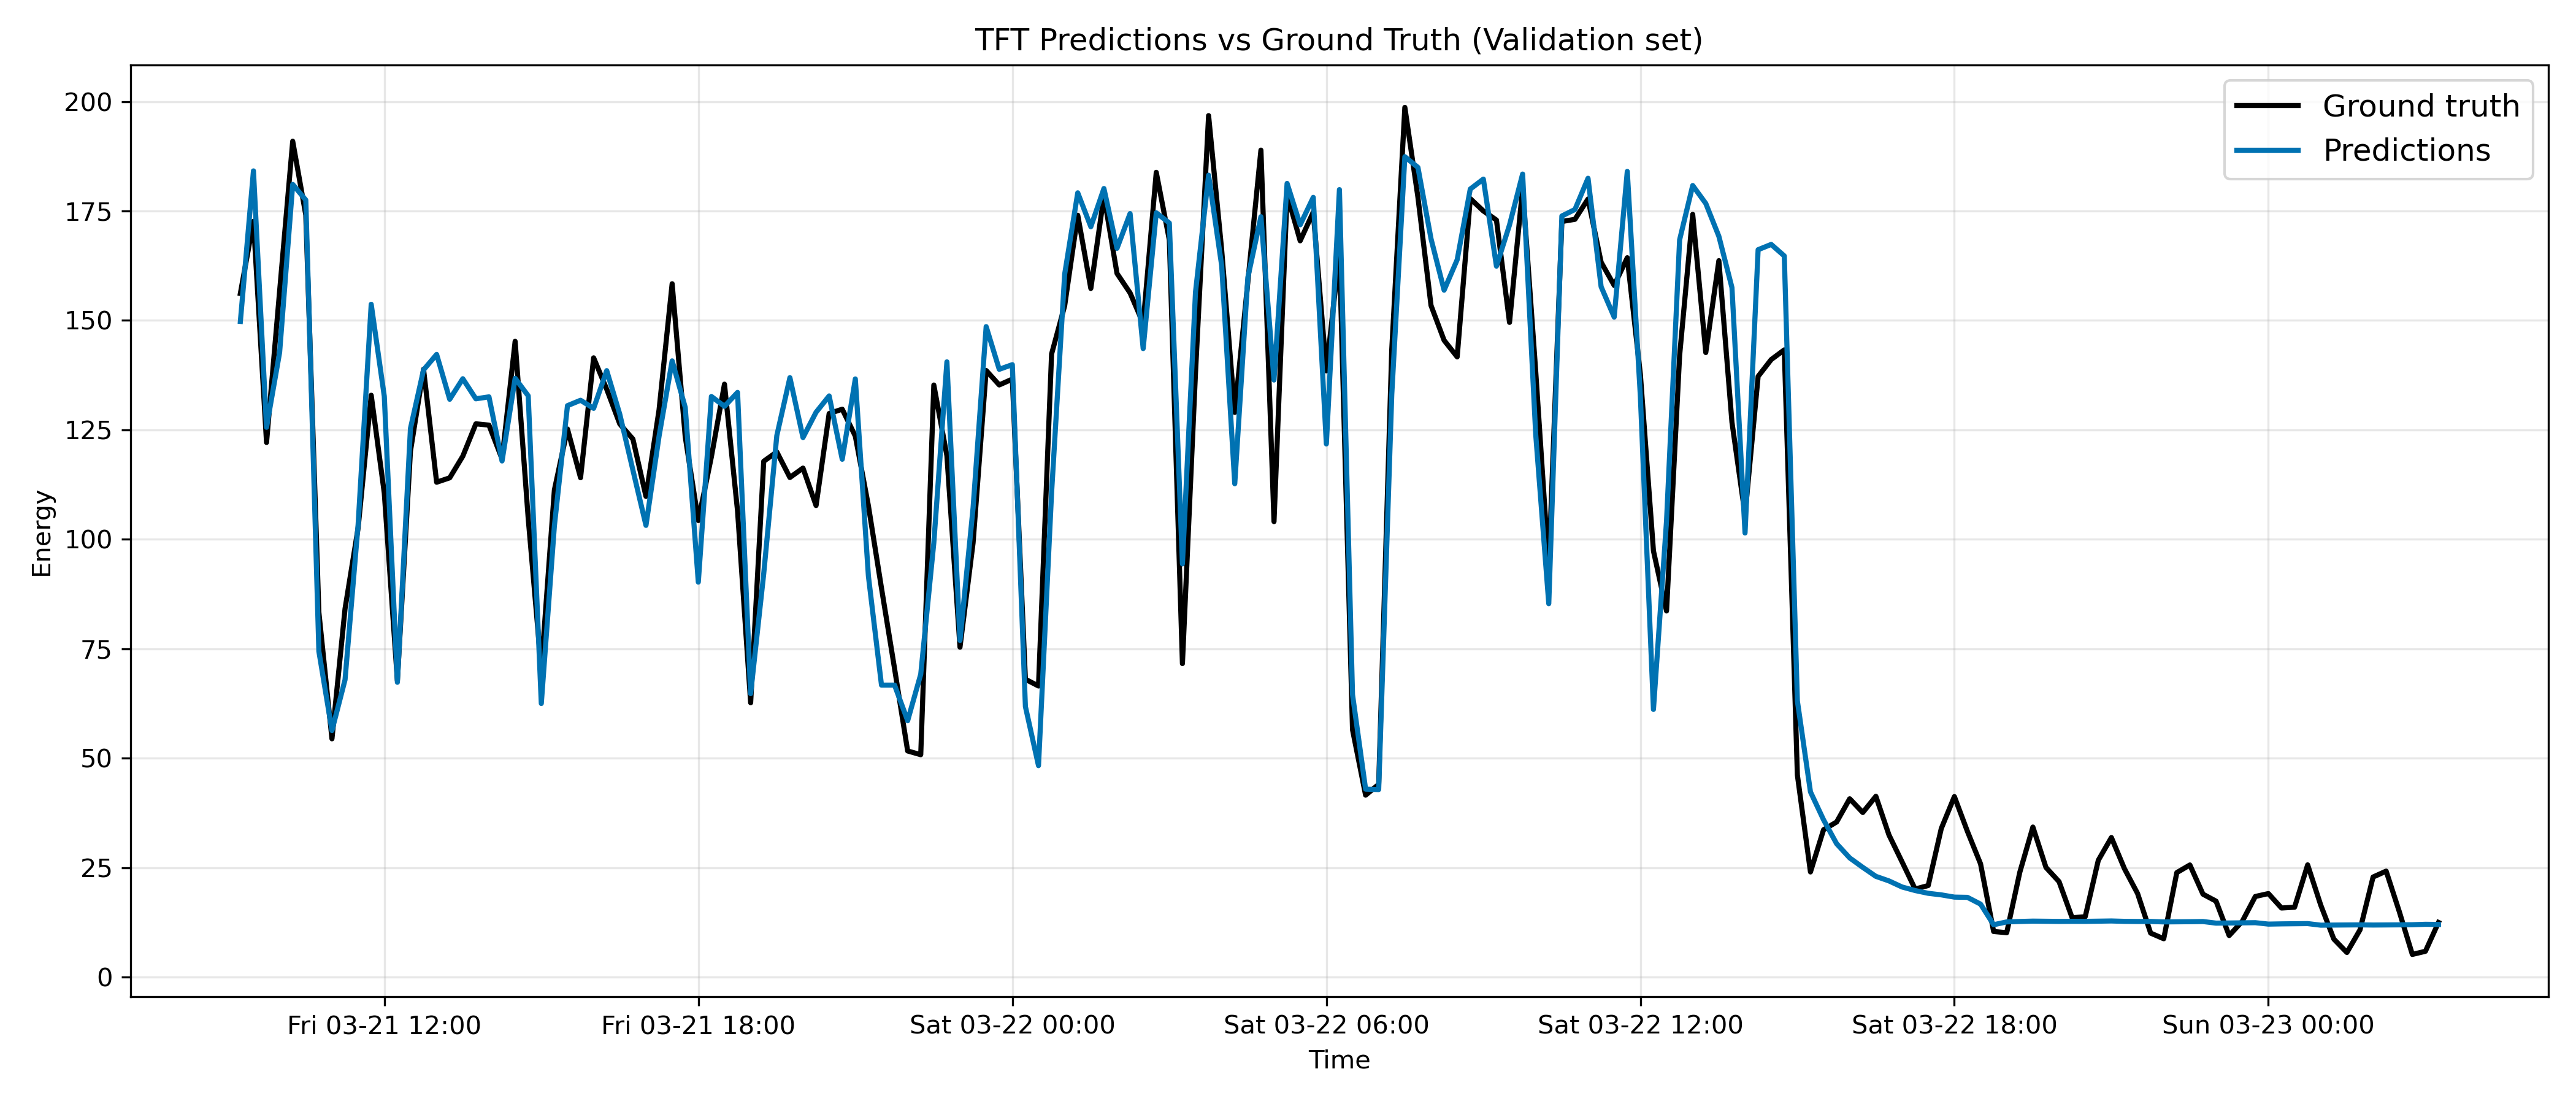 TFT Predictions vs Ground Truth (Validation set)
Ground truth
Predictions
Energy
200
175
150
125
100
75
50
25
0
Fri 03-21 12:00
Fri 03-21 18:00
Sat 03-22 00:00
Sat 03-22 06:00
Sat 03-22 12:00
Sat 03-22 18:00
Sun 03-23 00:00
Time